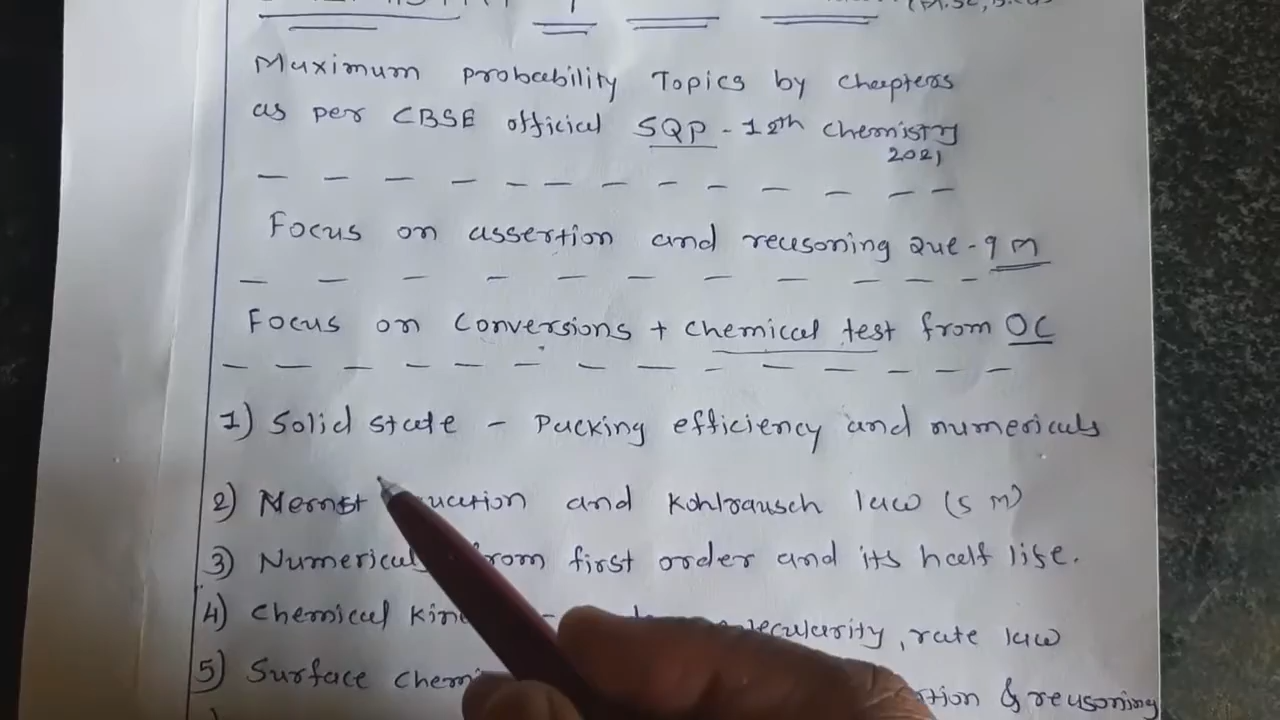 Maximum probability Topics by Chapters
as per CBSE official SQP - 12th chemistry
2021
Focus on assertion and reasoning Que - 9 M
Focus on Conversions + chemical test from OC
1) Solid state - Packing efficiency and numericals
2) Nernst and Kohlrausch law (5 M)
3) Numerical from first order and its half life.
4) Chemical , rate law
5) Surface & reasoning